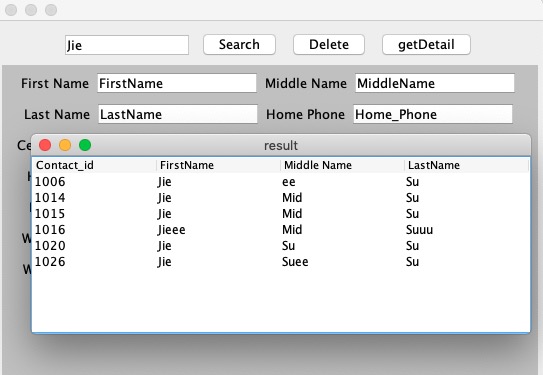 Jie Search Delete getDetail
First Name FirstName Middle Name MiddleName
Last Name LastName Home Phone Home_Phone
result
Contact_id FirstName Middle Name LastName
1006 Jie ee Su
1014 Jie Mid Su
1015 Jie Mid Su
1016 Jieee Mid Suuu
1020 Jie Su Su
1026 Jie Suee Su